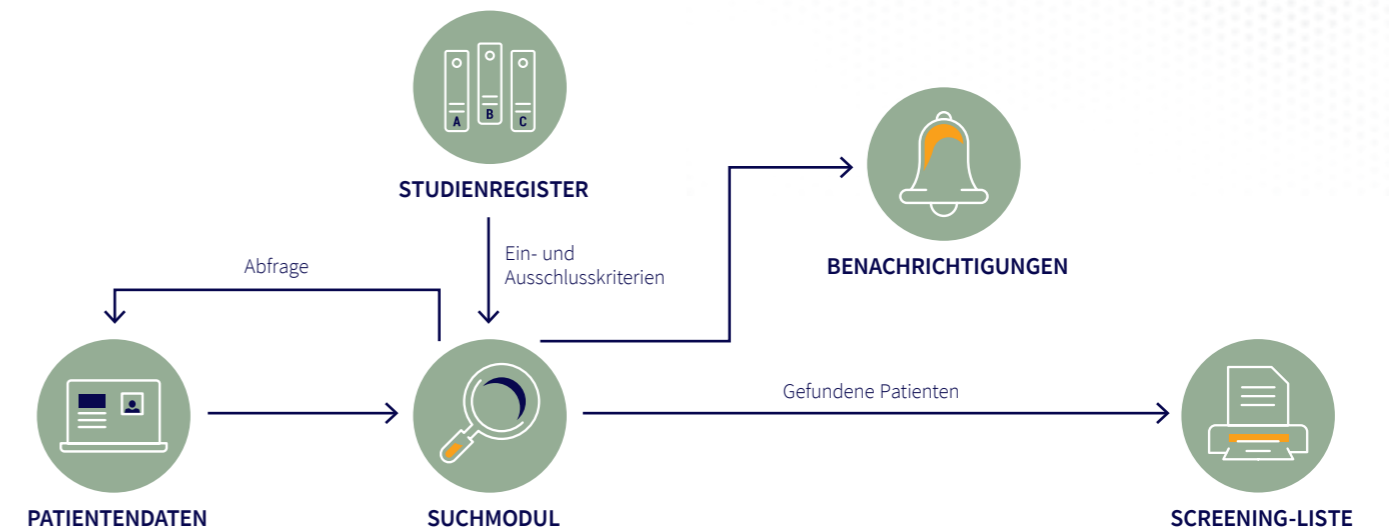 A
B
C
STUDIENREGISTER
Ein- und
Ausschlusskriterien
Abfrage
BENACHRICHTIGUNGEN
Gefundene Patienten
PATIENTENDATEN
SUCHMODUL
SCREENING-LISTE